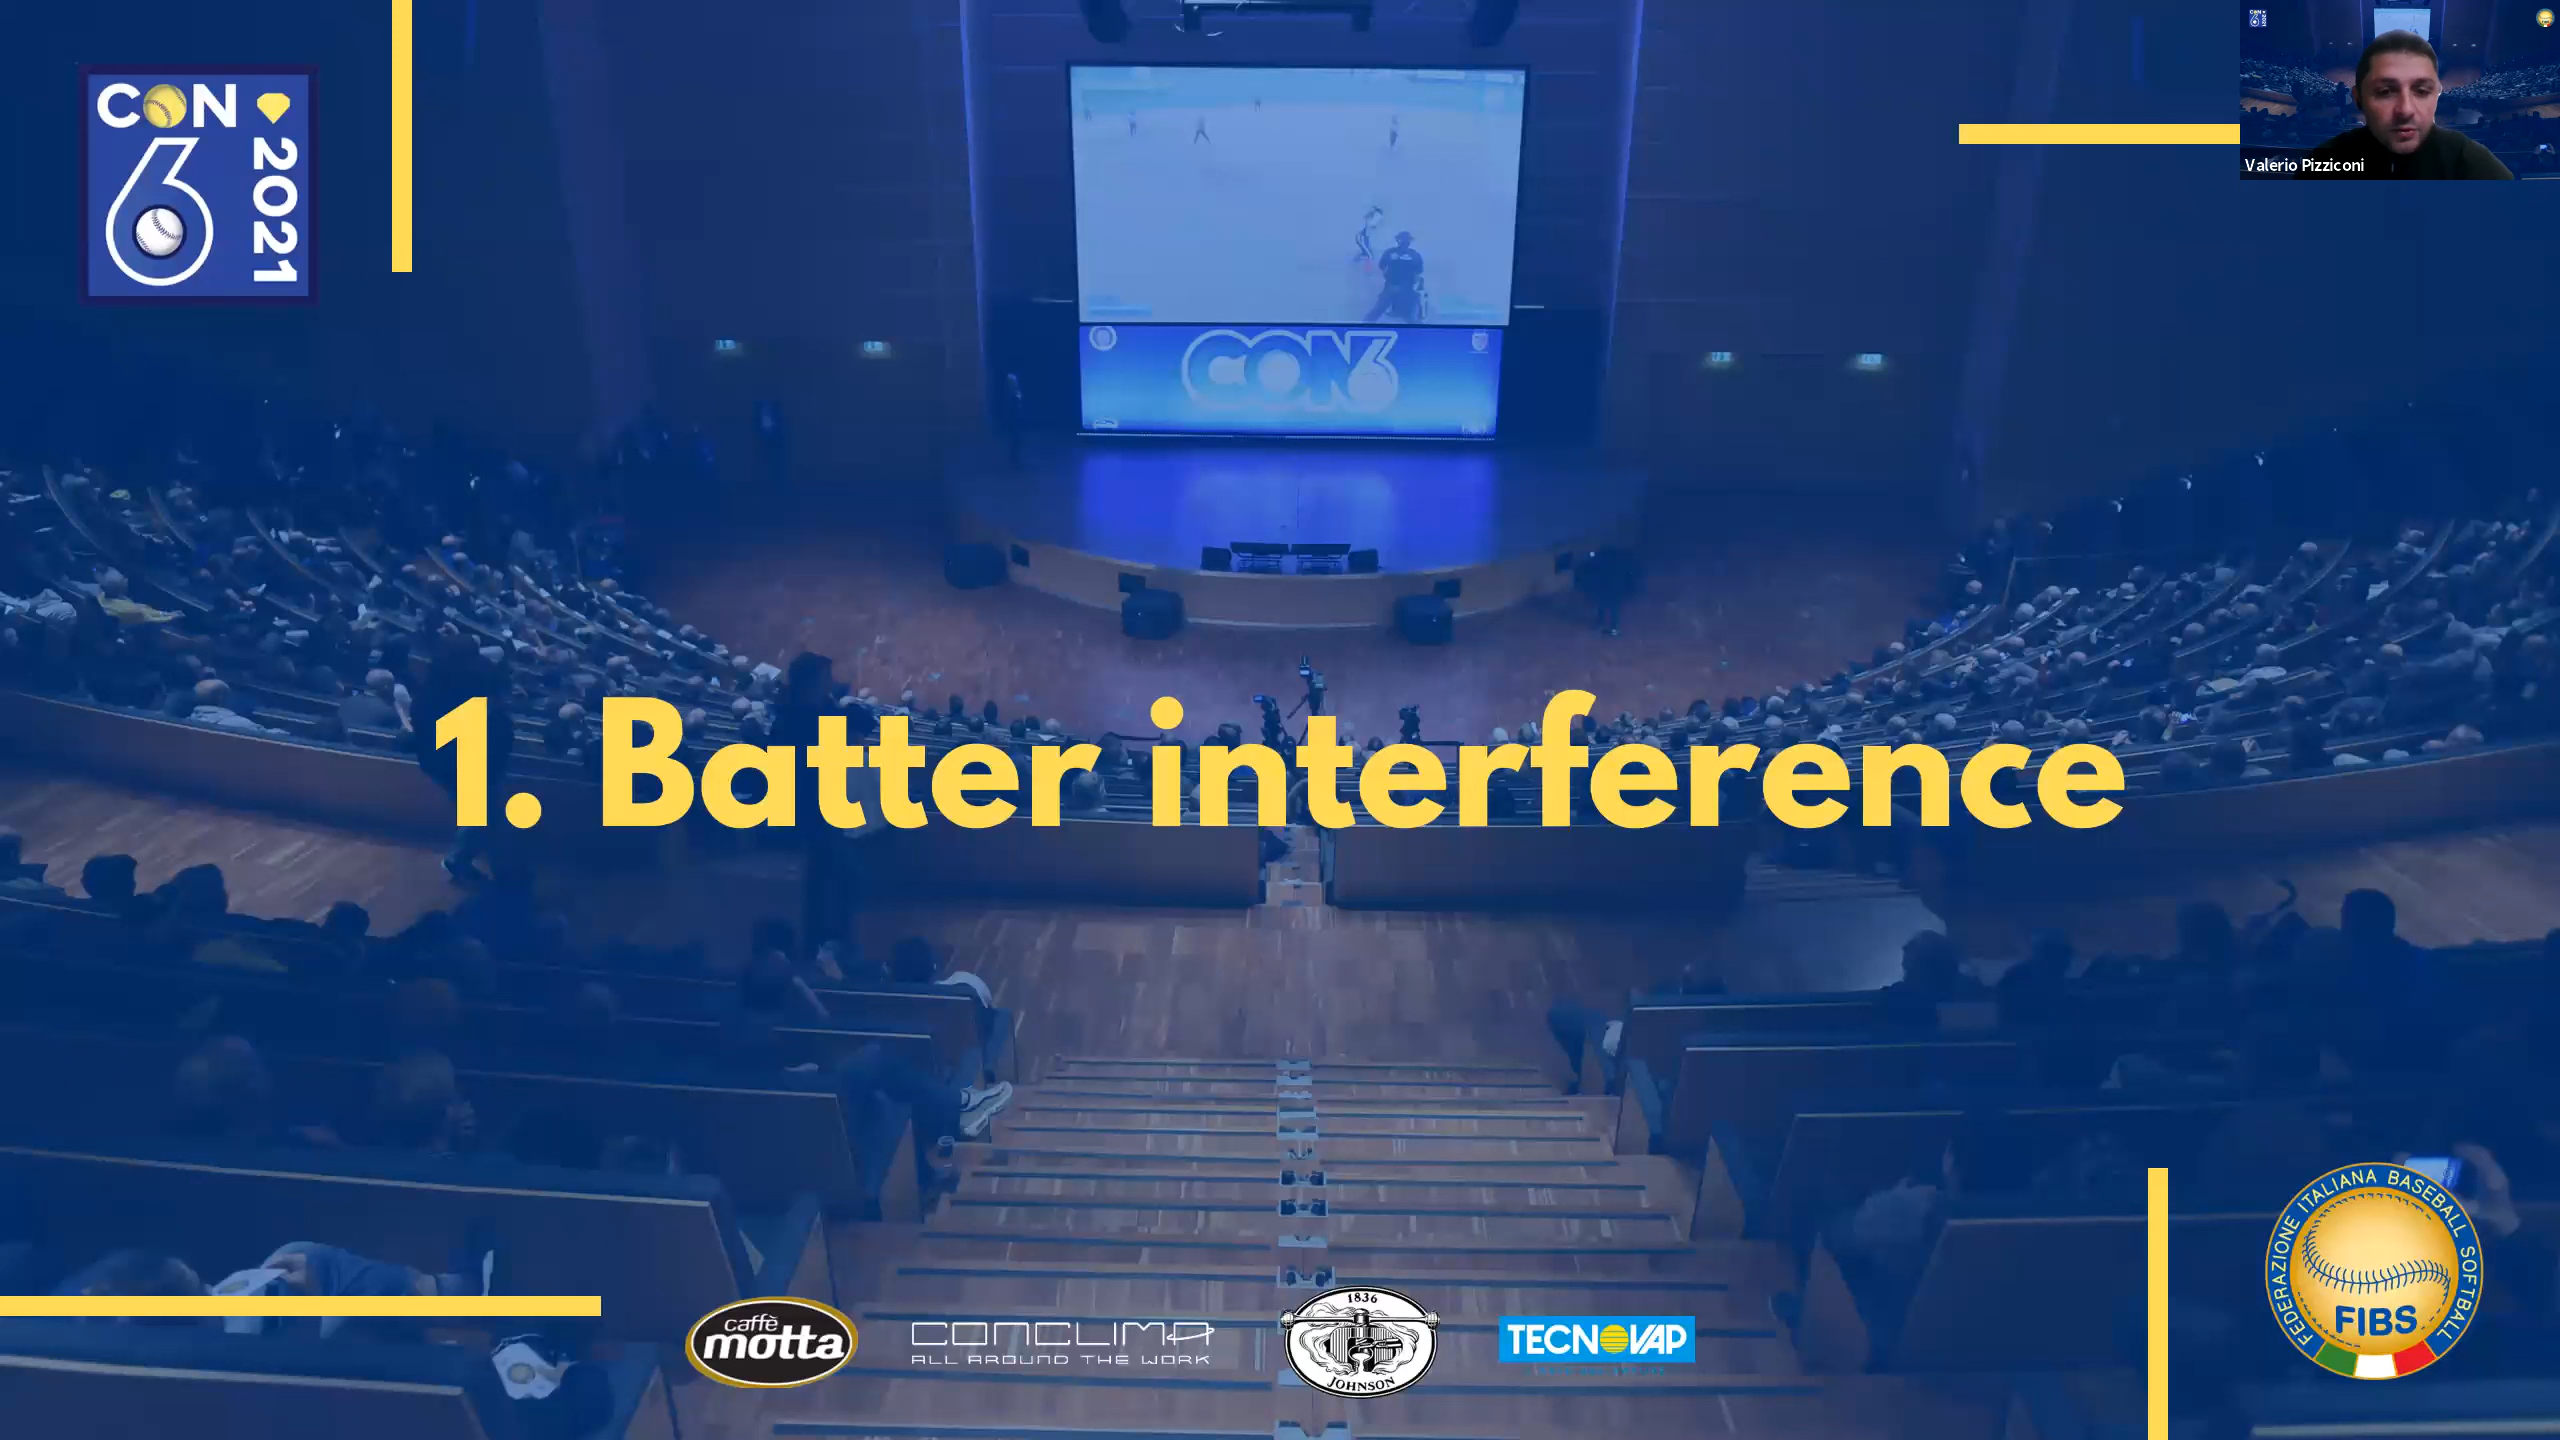 CON
6
2021
Valerio Pizziconi
CON6
1. Batter interference
caffè
motta
CONCLIMA
ALL AROUND THE WORK
1836
JOHNSON
TECNOVAP
FEDERAZIONE ITALIANA BASEBALL SOFTBALL
FIBS